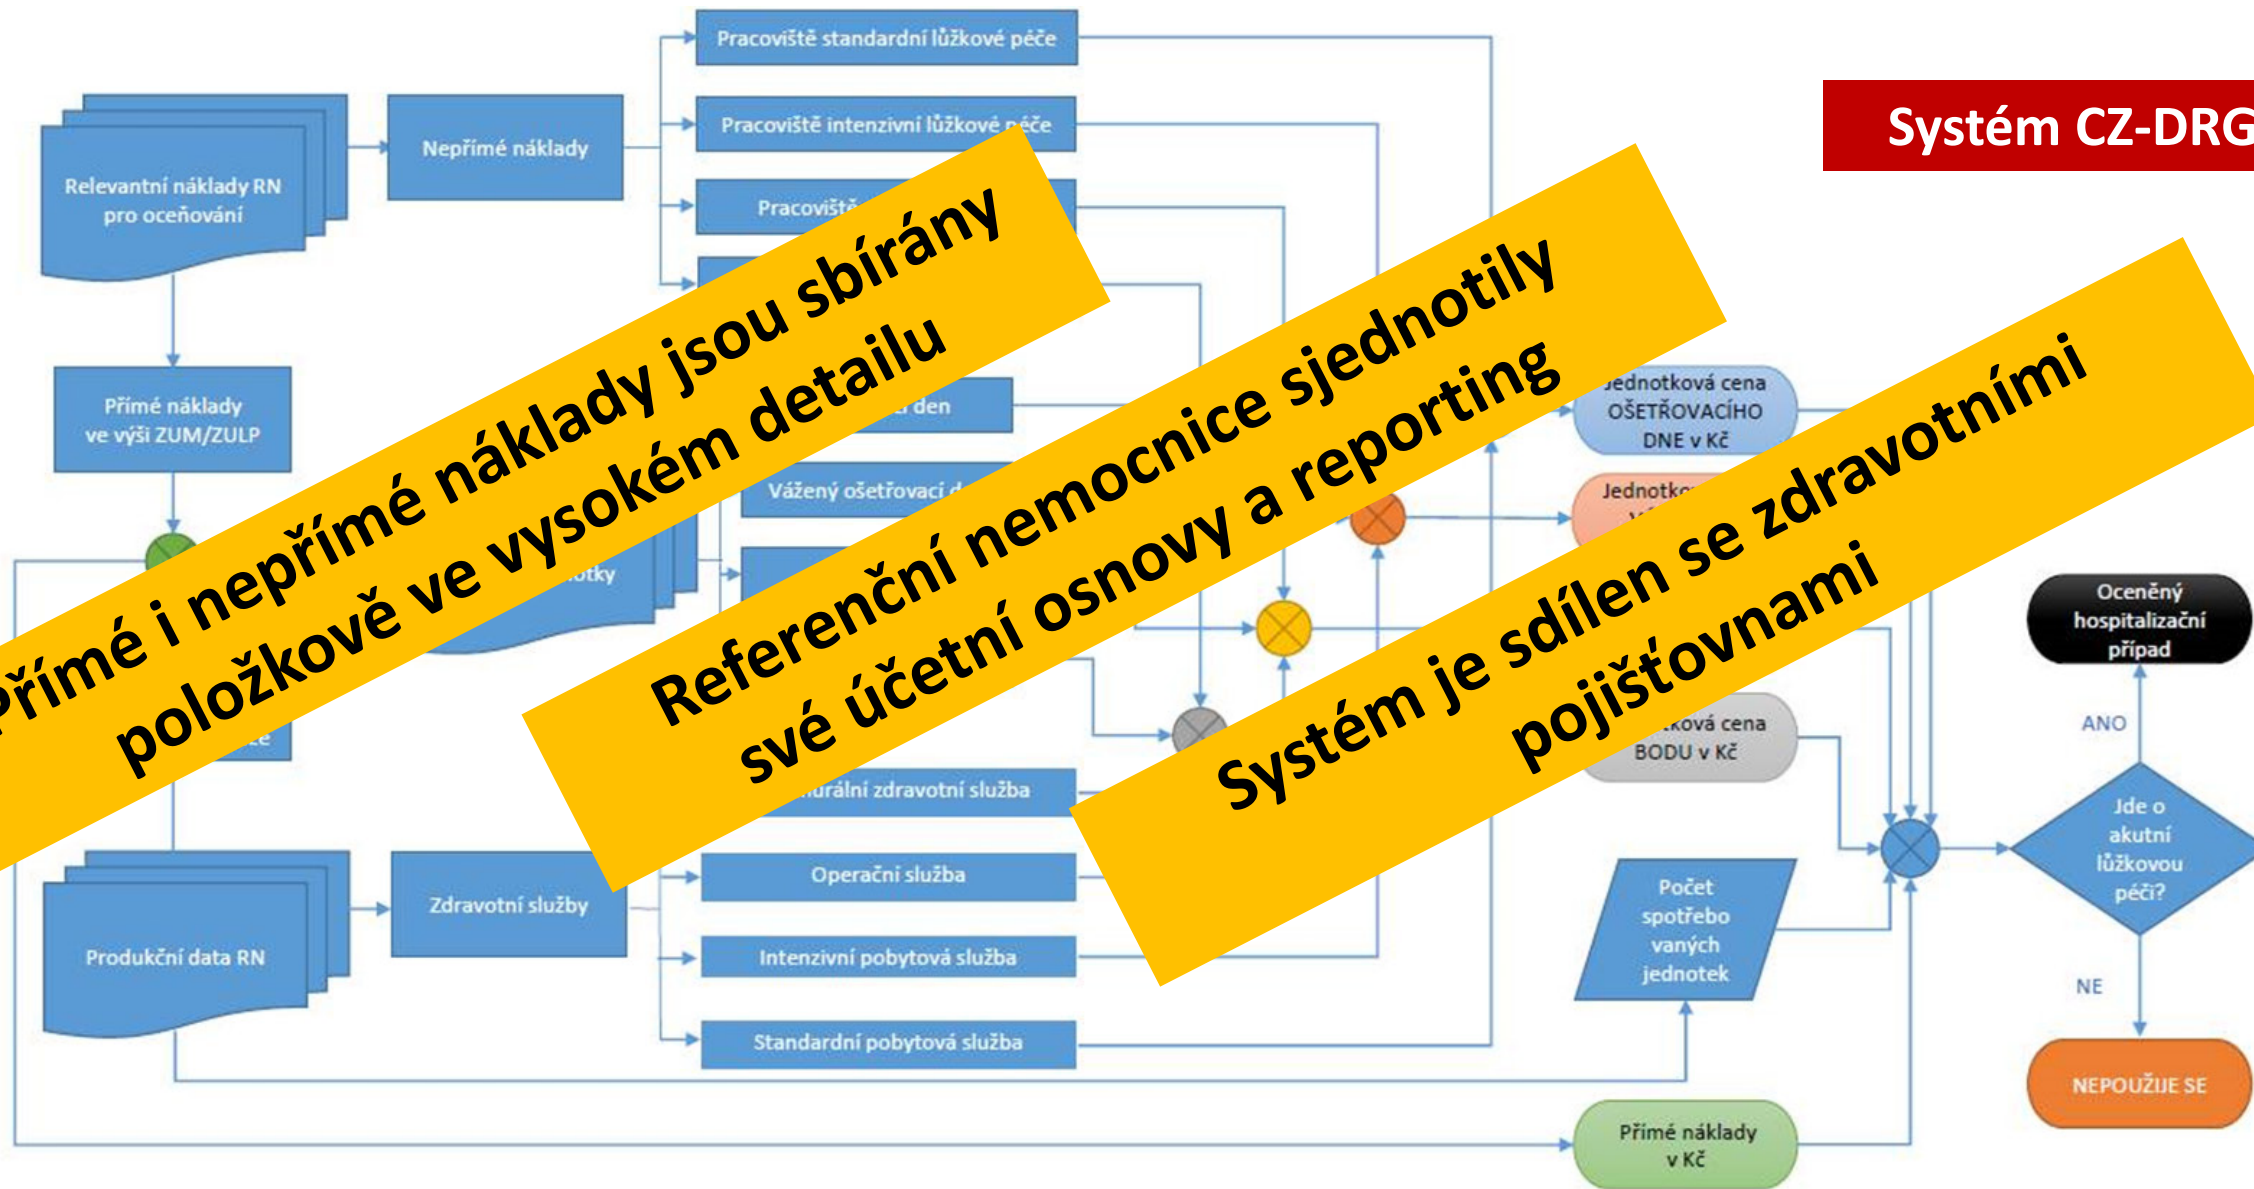 Systém CZ-DRG
Pracoviště standardní lůžkové péče
Pracoviště intenzivní lůžkové péče
Pracoviště
Nepřímé náklady
Relevantní náklady RN
pro oceňování
Přímé náklady
ve výši ZUM/ZULP
den
Vážený ošetřovací
Přímé i nepřímé náklady jsou sbírány
položkově ve vysokém detailu
Referenční nemocnice sjednotily
své účetní osnovy a reporting
Systém je sdílen se zdravotními
pojišťovnami
Jednotková cena
OŠETŘOVACÍHO
DNE v Kč
cena
BODU v Kč
Oceněný
hospitalizační
případ
ANO
Jde o
akutní
lůžkovou
péči?
NE
NEPOUŽIJE SE
zdravotní služba
Operační služba
Intenzivní pobytová služba
Standardní pobytová služba
Zdravotní služby
Produkční data RN
Počet
spotřebo
vaných
jednotek
Přímé náklady
v Kč